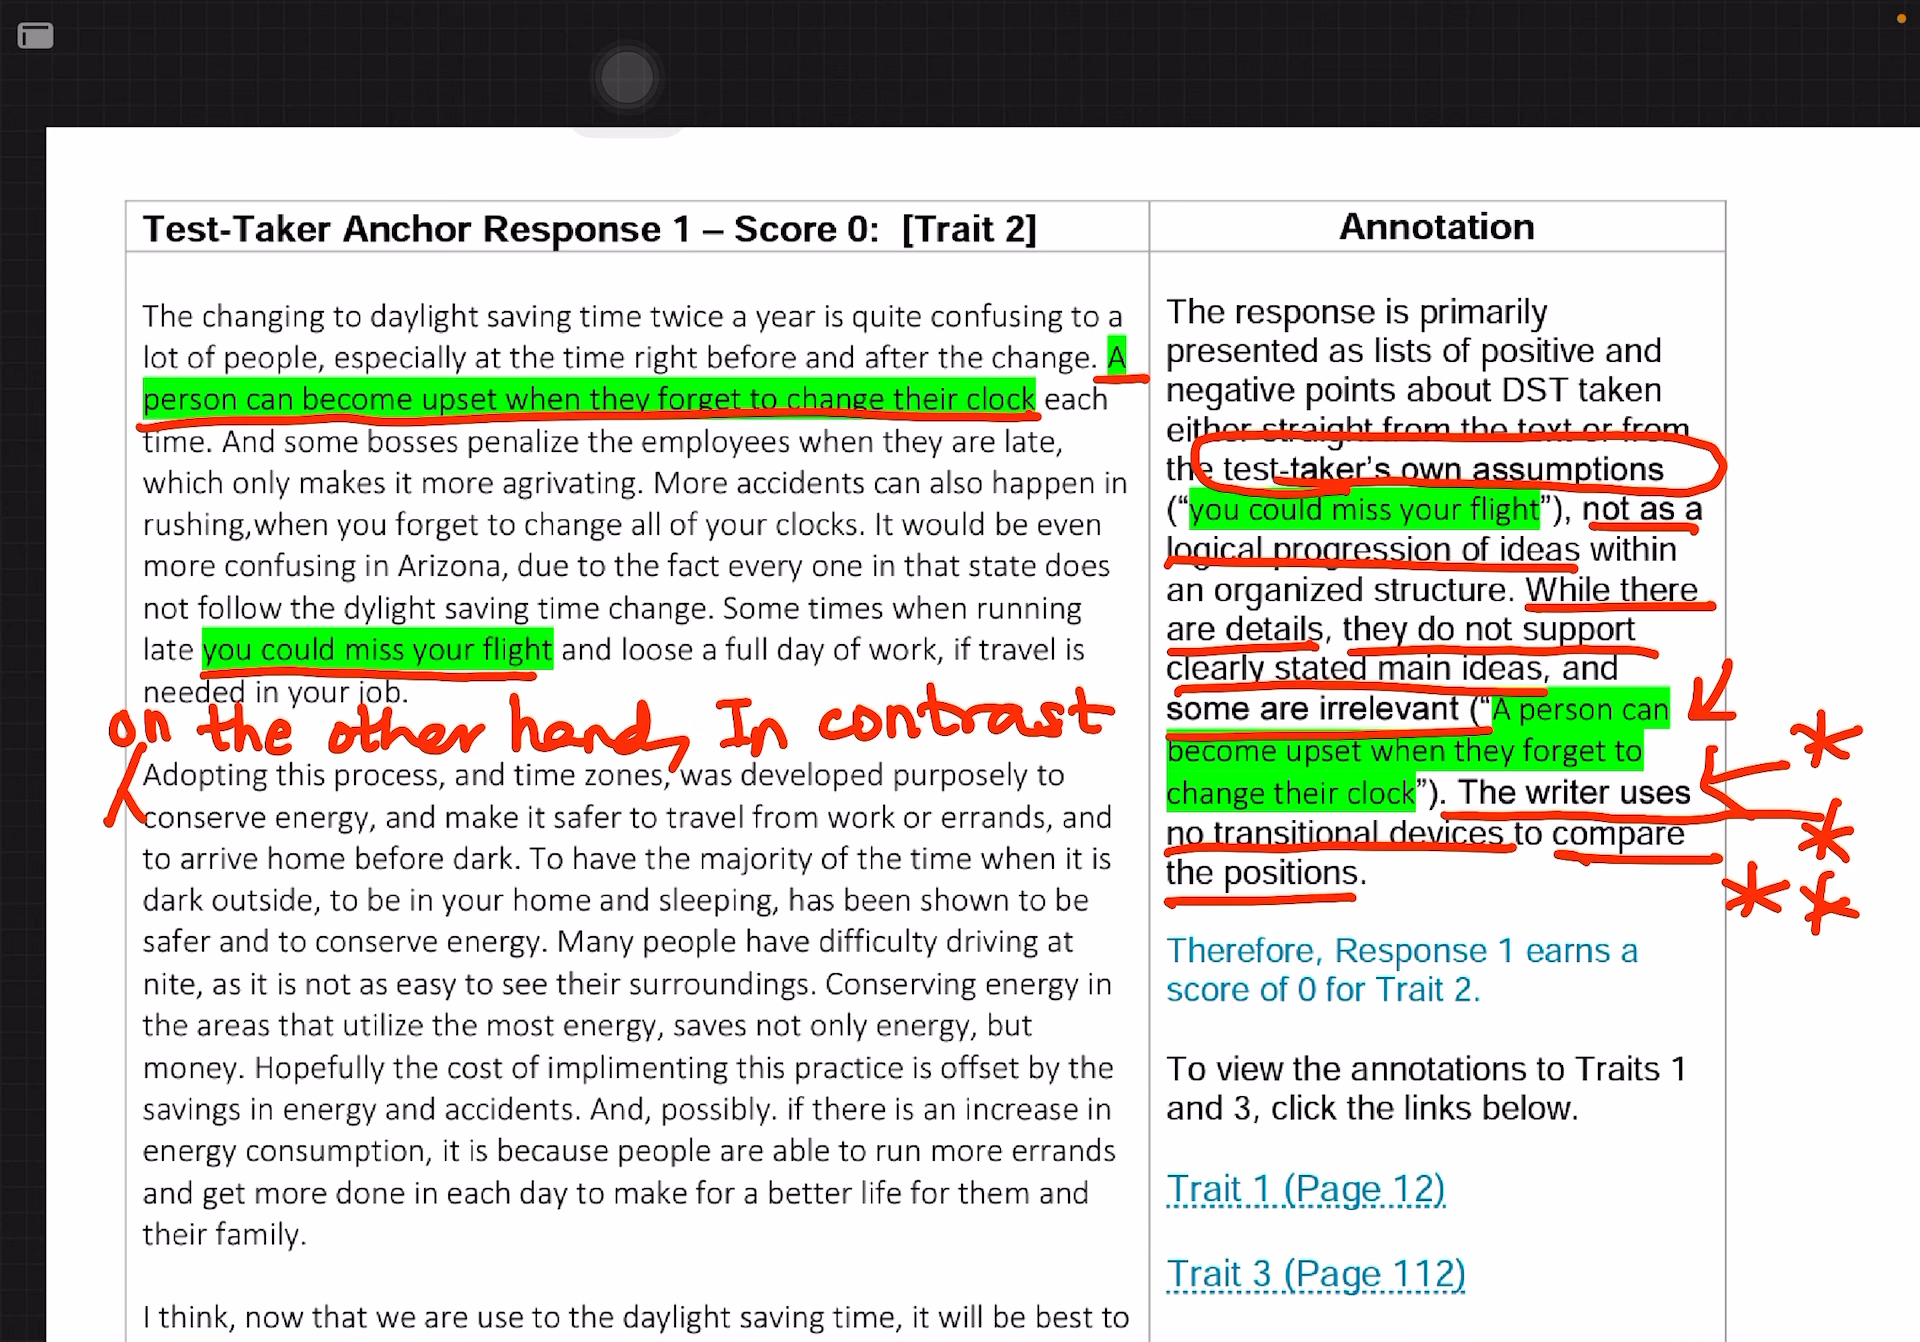 Test-Taker Anchor Response 1 – Score 0:  [Trait 2]
The changing to daylight saving time twice a year is quite confusing to a
lot of people, especially at the time right before and after the change. A
person can become upset when they forget to change their clock each
time. And some bosses penalize the employees when they are late,
which only makes it more agrivating. More accidents can also happen in
rushing,when you forget to change all of your clocks. It would be even
more confusing in Arizona, due to the fact every one in that state does
not follow the dylight saving time change. Some times when running
late you could miss your flight and loose a full day of work, if travel is
needed in your job.
on the other hand, In contrast
Adopting this process, and time zones, was developed purposely to
conserve energy, and make it safer to travel from work or errands, and
to arrive home before dark. To have the majority of the time when it is
dark outside, to be in your home and sleeping, has been shown to be
safer and to conserve energy. Many people have difficulty driving at
nite, as it is not as easy to see their surroundings. Conserving energy in
the areas that utilize the most energy, saves not only energy, but
money. Hopefully the cost of implimenting this practice is offset by the
savings in energy and accidents. And, possibly. if there is an increase in
energy consumption, it is because people are able to run more errands
and get more done in each day to make for a better life for them and
their family.
I think, now that we are use to the daylight saving time, it will be best to
Annotation
The response is primarily
presented as lists of positive and
negative points about DST taken
either straight from the text or from
the test-taker’s own assumptions
(“you could miss your flight”), not as a
logical progression of ideas within
an organized structure. While there
are details, they do not support
clearly stated main ideas, and
some are irrelevant (“A person can
become upset when they forget to
change their clock”). The writer uses
no transitional devices to compare
the positions.
Therefore, Response 1 earns a
score of 0 for Trait 2.
To view the annotations to Traits 1
and 3, click the links below.
Trait 1 (Page 12)
Trait 3 (Page 112)